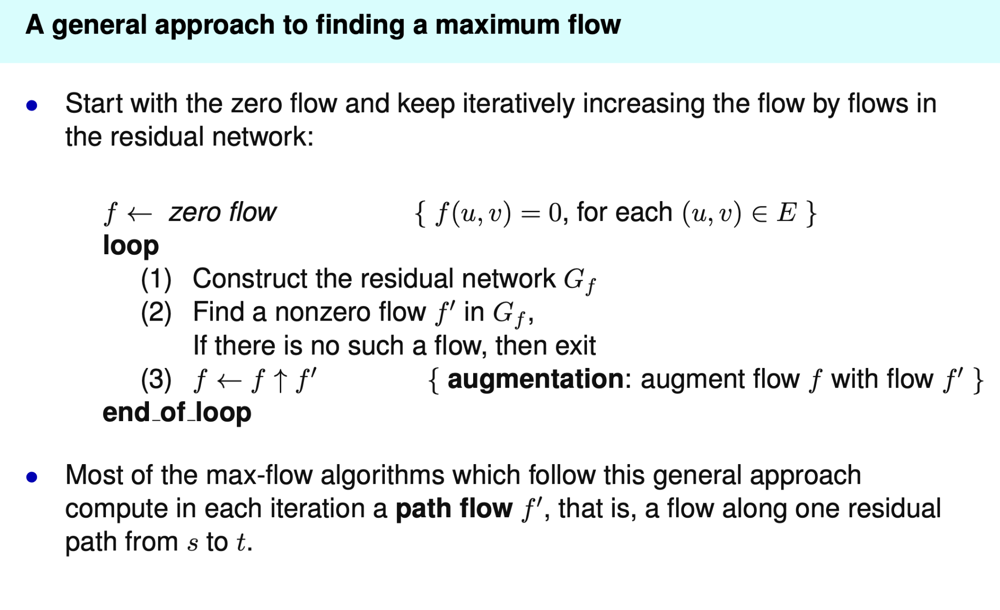 A general approach to finding a maximum flow
• Start with the zero flow and keep iteratively increasing the flow by flows in
the residual network:
f ← zero flow { f(u, v) = 0, for each (u, v) ∈ E }
loop
(1) Construct the residual network G_f
(2) Find a nonzero flow f′ in G_f,
If there is no such a flow, then exit
(3) f ← f ↑ f′ { augmentation: augment flow f with flow f′ }
end_of_loop
• Most of the max-flow algorithms which follow this general approach
compute in each iteration a path flow f′, that is, a flow along one residual
path from s to t.